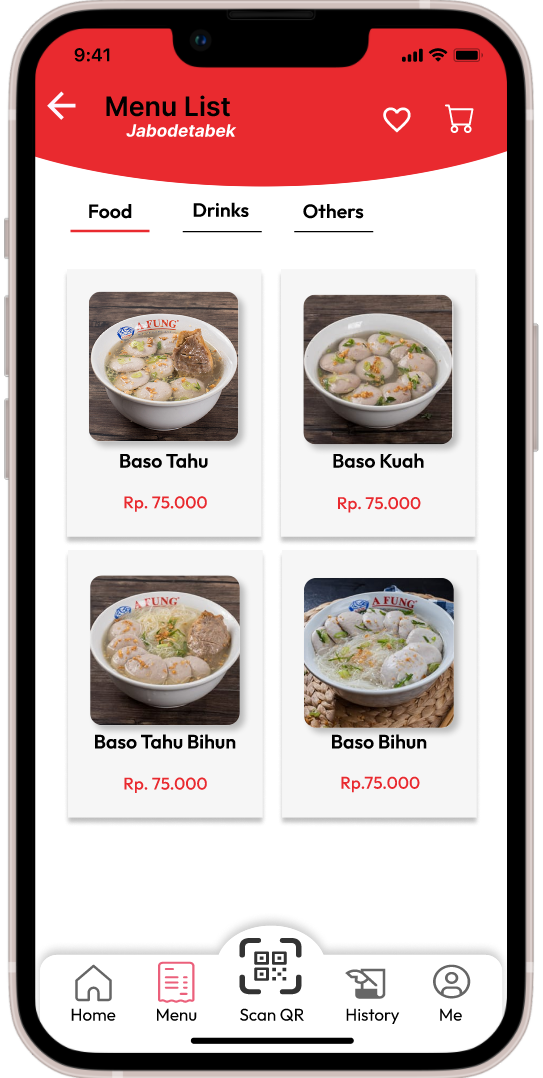 9:41
Menu List
Jabodetabek
Food
Drinks
Others
A FUNG
Baso Tahu
Rp. 75.000
Baso Kuah
Rp. 75.000
A FUNG
Baso Tahu Bihun
Rp. 75.000
A FUNG
Baso Bihun
Rp.75.000
Home
Menu
Scan QR
History
Me